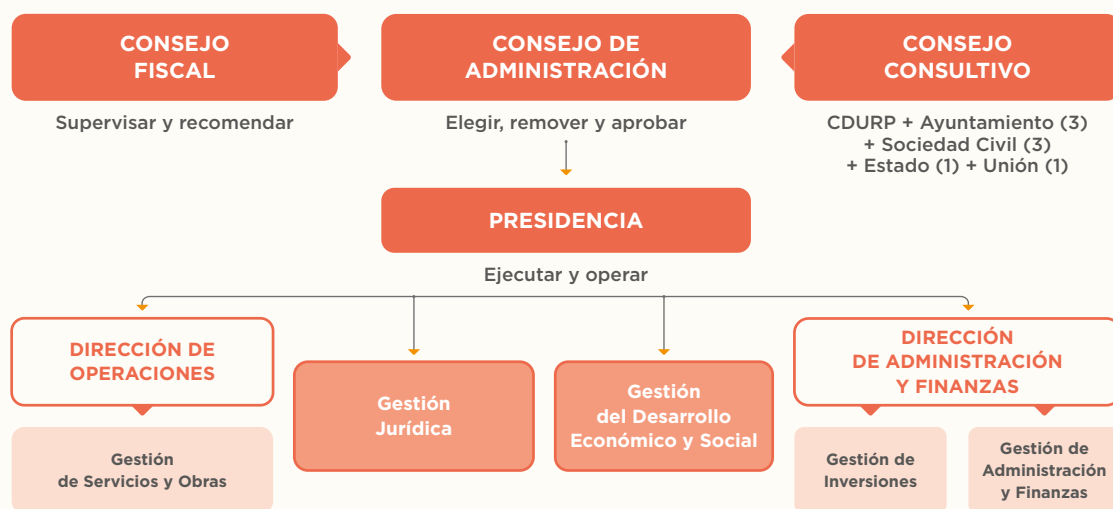 CONSEJO
FISCAL
Supervisar y recomendar
CONSEJO DE
ADMINISTRACIÓN
Elegir, remover y aprobar
CONSEJO
CONSULTIVO
CDURP + Ayuntamiento (3)
+ Sociedad Civil (3)
+ Estado (1) + Unión (1)
PRESIDENCIA
Ejecutar y operar
DIRECCIÓN DE
OPERACIONES
Gestión
de Servicios y Obras
Gestión
Jurídica
Gestión
del Desarrollo
Económico y Social
DIRECCIÓN
DE ADMINISTRACIÓN
Y FINANZAS
Gestión de
Inversiones
Gestión de
Administración
y Finanzas